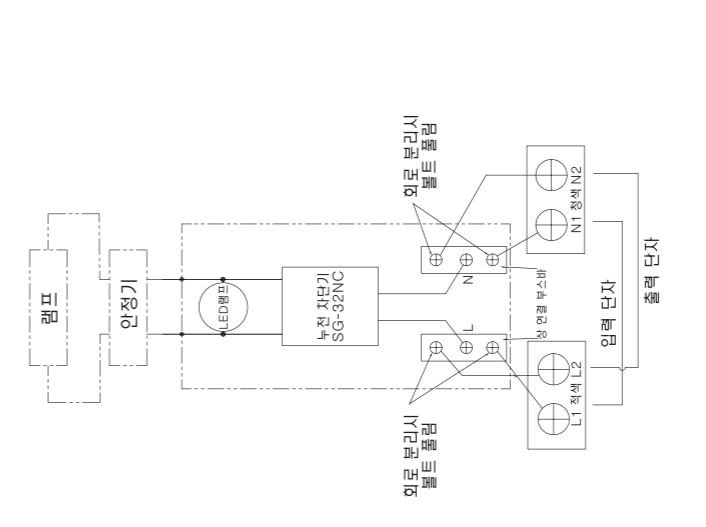 램프
안정기
LED램프
누전 차단기
SG-32NC
회로 분리시
볼트 풀림
N
L
상 연결 부스바
회로 분리시
볼트 풀림
N1 청색 N2
L1 적색 L2
입력 단자
출력 단자